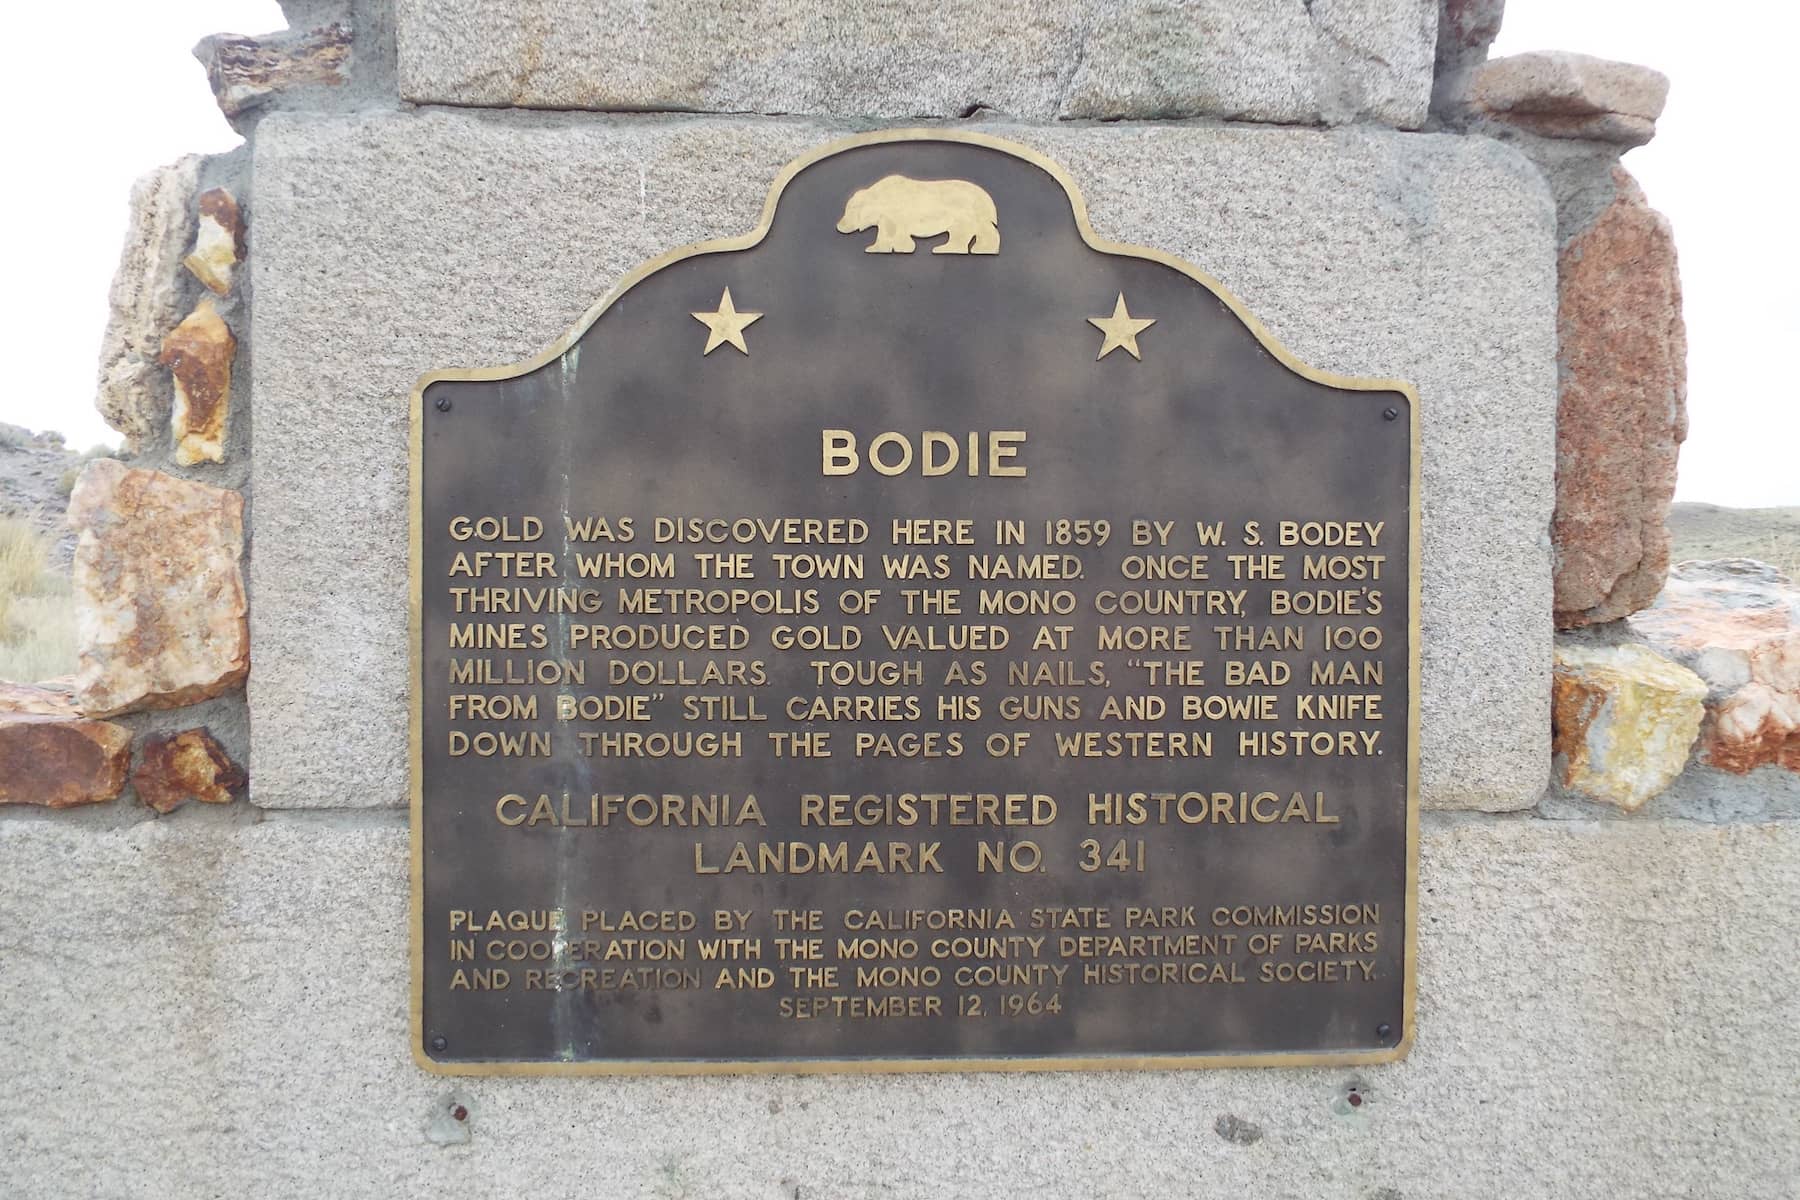 BODIE
GOLD WAS DISCOVERED HERE IN 1859 BY W. S. BODEY
AFTER WHOM THE TOWN WAS NAMED. ONCE THE MOST
THRIVING METROPOLIS OF THE MONO COUNTRY, BODIE'S
MINES PRODUCED GOLD VALUED AT MORE THAN 100
MILLION DOLLARS. TOUGH AS NAILS, "THE BAD MAN
FROM BODIE" STILL CARRIES HIS GUNS AND BOWIE KNIFE
DOWN THROUGH THE PAGES OF WESTERN HISTORY.
CALIFORNIA REGISTERED HISTORICAL
LANDMARK NO. 341
PLAQUE PLACED BY THE CALIFORNIA STATE PARK COMMISSION
IN COOPERATION WITH THE MONO COUNTY DEPARTMENT OF PARKS
AND RECREATION AND THE MONO COUNTY HISTORICAL SOCIETY,
SEPTEMBER 12, 1964